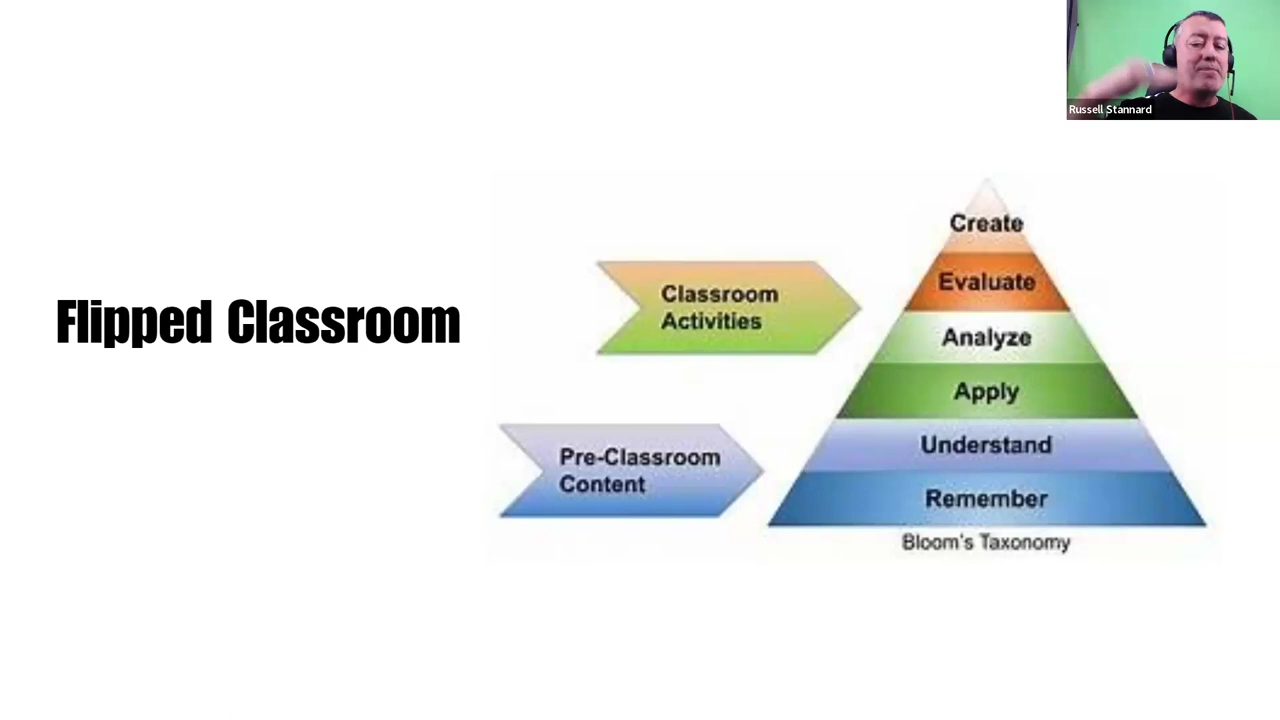 Russell Stannard
Flipped Classroom
Classroom
Activities
Pre-Classroom
Content
Create
Evaluate
Analyze
Apply
Understand
Remember
Bloom's Taxonomy